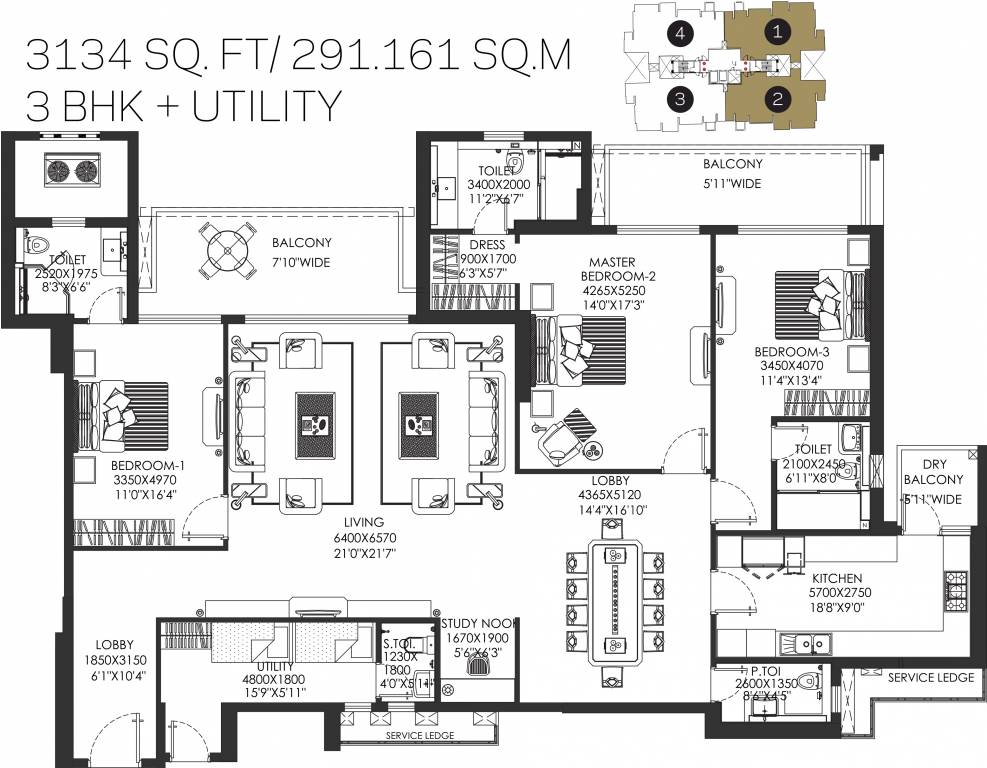 3134 SQ. FT/ 291.161 SQ.M
3 BHK + UTILITY
4
1
3
2
TOILET
3400X2000
11'2"X6'7"
N
BALCONY
5'11"WIDE
TOILET
2520X1975
8'3"X6'6"
BALCONY
7'10"WIDE
DRESS
1900X1700
6'3"X5'7"
MASTER
BEDROOM-2
4265X5250
14'0"X17'3"
BEDROOM-3
3450X4070
11'4"X13'4"
BEDROOM-1
3350X4970
11'0"X16'4"
TOILET
2100X2450
6'11"X8'0"
N
DRY
BALCONY
5'11"WIDE
LOBBY
4365X5120
14'4"X16'10"
LIVING
6400X6570
21'0"X21'7"
KITCHEN
5700X2750
18'8"X9'0"
LOBBY
1850X3150
6'1"X10'4"
UTILITY
4800X1800
15'9"X5'11"
S.TOI.
1230X
1800
4'0"X5'11"
STUDY NOOK
1670X1900
5'6"X6'3"
P.TOI
2600X1350
8'6"X4'5"
SERVICE LEDGE
SERVICE LEDGE